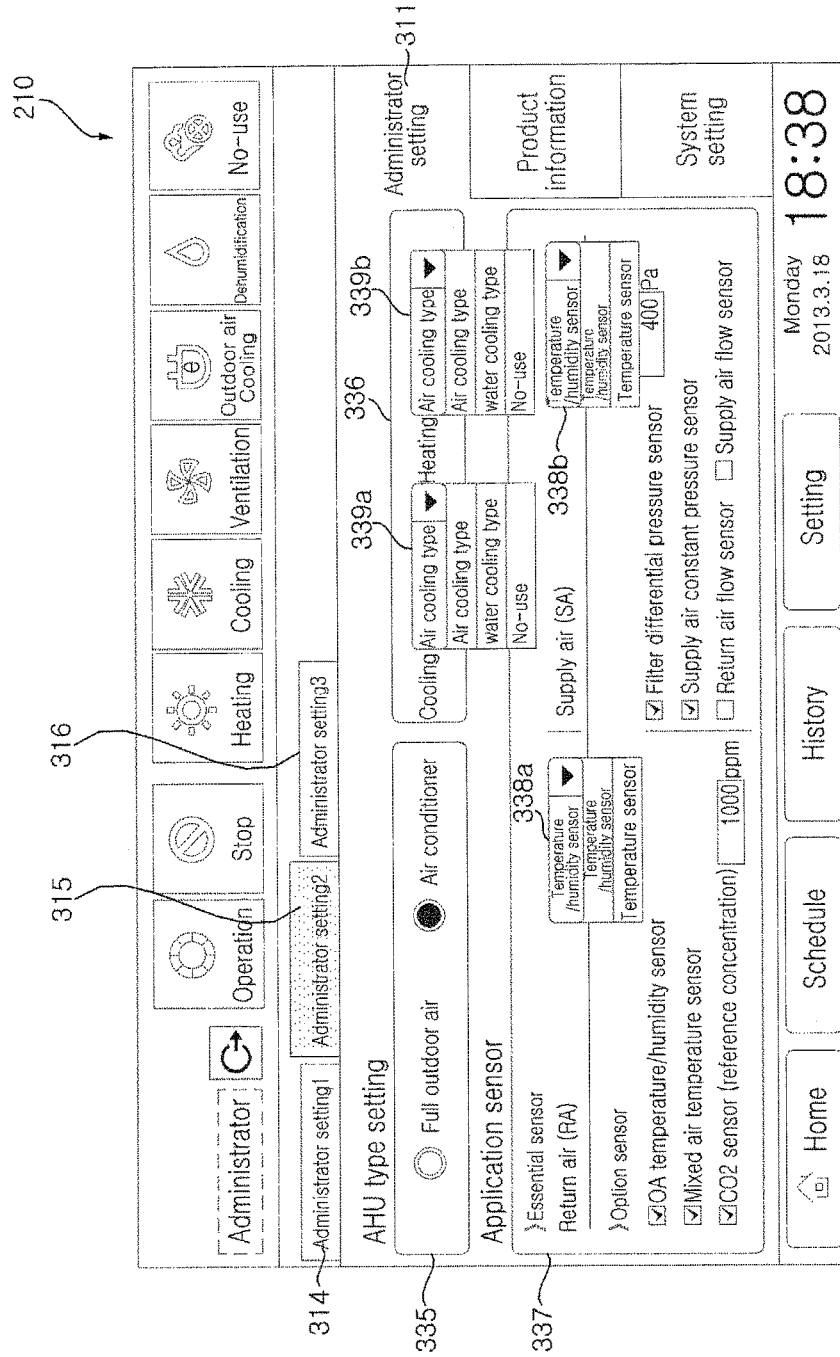 210
Administrator
Operation
Stop
Heating
Cooling
Ventilation
Outdoor air
Cooling
Dehumidification
No-use
314
315
316
Administrator setting1
Administrator setting2
Administrator setting3
AHU type setting
335
Full outdoor air
Air conditioner
336
339a
339b
Cooling
Air cooling type
Air cooling type
water cooling type
No-use
Heating
Air cooling type
Air cooling type
water cooling type
No-use
Administrator
setting
311
Product
information
System
setting
Application sensor
337
Essential sensor
Return air (RA)
338a
Temperature
/humidity sensor
Temperature
/humidity sensor
Temperature sensor
Supply air (SA)
338b
Temperature
/humidity sensor
Temperature
/humidity sensor
Temperature sensor
Option sensor
OA temperature/humidity sensor
Mixed air temperature sensor
CO2 sensor (reference concentration) 1000 ppm
Filter differential pressure sensor 400 Pa
Supply air constant pressure sensor
Return air flow sensor
Supply air flow sensor
Home
Schedule
History
Setting
Monday
2013.3.18
18:38